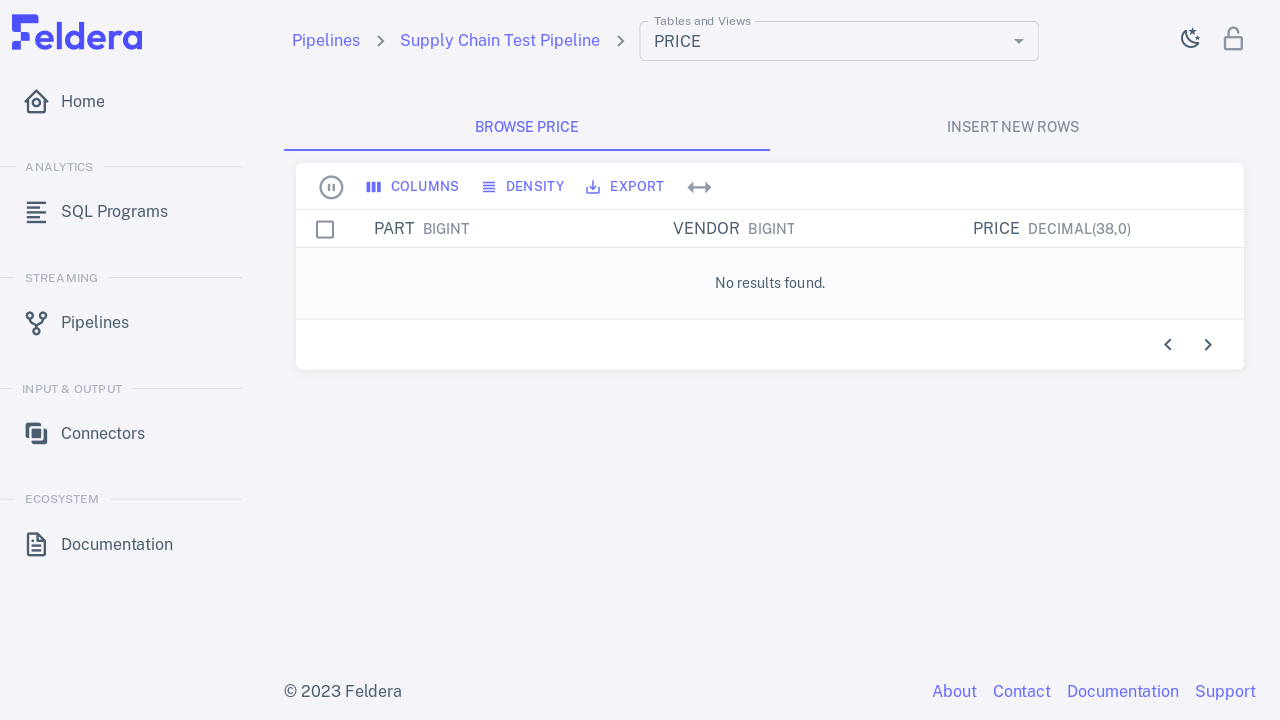 Feldera
Pipelines
Supply Chain Test Pipeline
Tables and Views
PRICE
Home
ANALYTICS
SQL Programs
STREAMING
Pipelines
INPUT & OUTPUT
Connectors
ECOSYSTEM
Documentation
BROWSE PRICE
INSERT NEW ROWS
COLUMNS
DENSITY
EXPORT
PART BIGINT
VENDOR BIGINT
PRICE DECIMAL(38,0)
No results found.
© 2023 Feldera
About
Contact
Documentation
Support